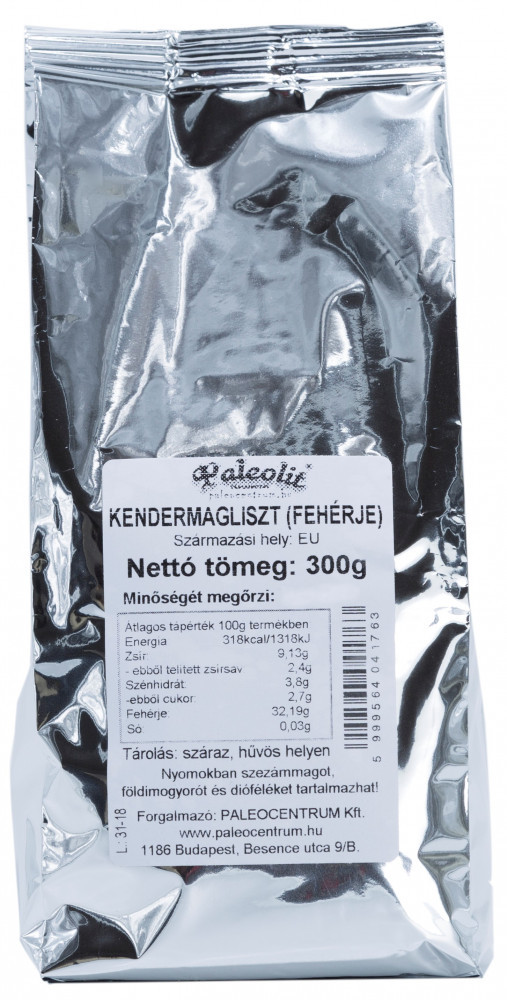 Paleolit
paleocentrum.hu
KENDERMAGLISZT (FEHÉRJE)
Származási hely: EU
Nettó tömeg: 300g
Minőségét megőrzi:
Átlagos tápérték 100g termékben
Energia 318kcal/1318kJ
Zsír: 9,13g
- ebből telített zsírsav 2,4g
Szénhidrát: 3,8g
-ebből cukor: 2,7g
Fehérje: 32,19g
Só: 0,03g
5 999564 041763
Tárolás: száraz, hűvös helyen
Nyomokban szezámmagot,
földimogyorót és dióféléket tartalmazhat!
L.: 31-18
Forgalmazó: PALEOCENTRUM Kft.
www.paleocentrum.hu
1186 Budapest, Besence utca 9/B.